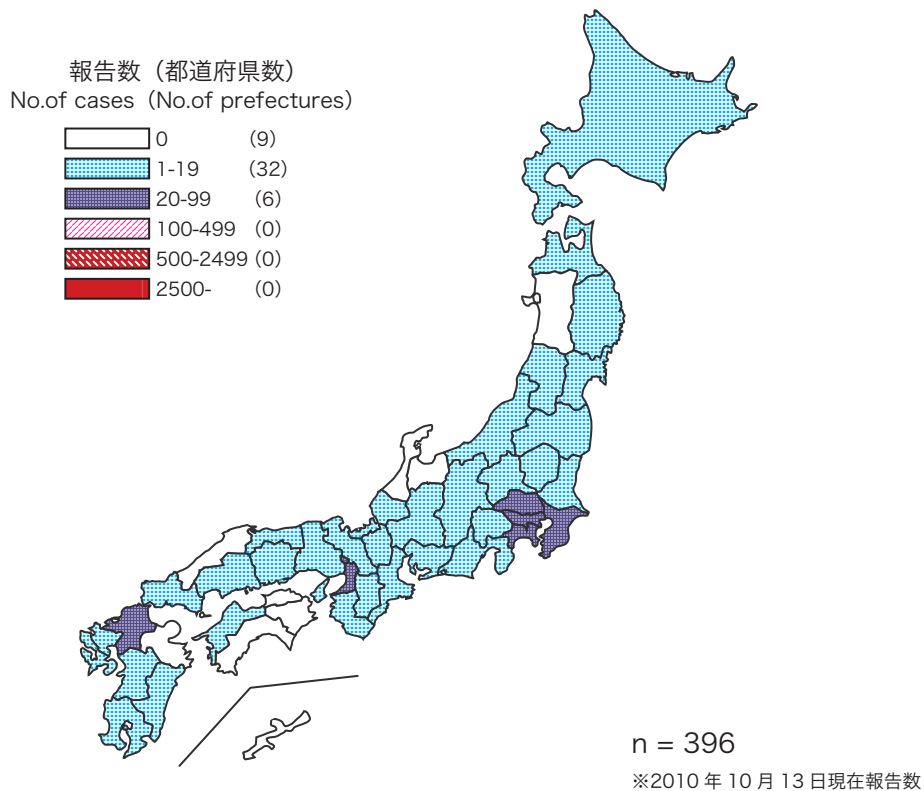 報告数（都道府県数）
No.of cases（No.of prefectures）
0 (9)
1-19 (32)
20-99 (6)
100-499 (0)
500-2499 (0)
2500- (0)
n = 396
※2010 年 10 月 13 日現在報告数